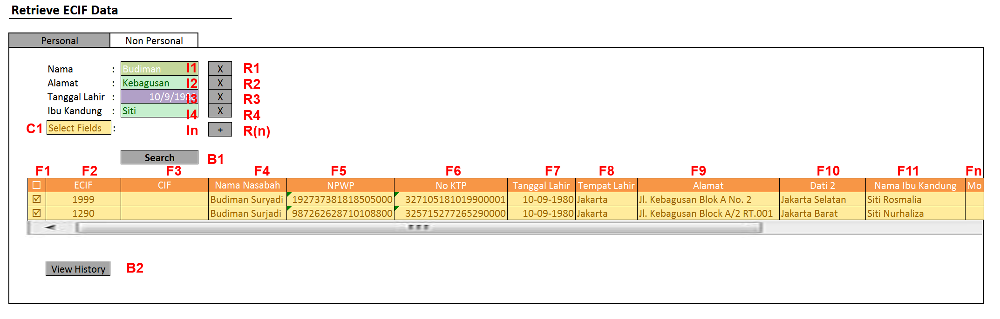 Retrieve ECIF Data
Personal Non Personal
Nama : Budiman I1 X R1
Alamat : Kebagusan I2 X R2
Tanggal Lahir : 10/9/198 I3 X R3
Ibu Kandung : Siti I4 X R4
C1 Select Fields : In + R(n)
Search B1
F1 F2 F3 F4 F5 F6 F7 F8 F9 F10 F11 Fn
ECIF CIF Nama Nasabah NPWP No KTP Tanggal Lahir Tempat Lahir Alamat Dati 2 Nama Ibu Kandung Mo
1999 Budiman Suryadi 192737381818505000 327105181019900001 10-09-1980 Jakarta Jl. Kebagusan Blok A No. 2 Jakarta Selatan Siti Rosmalia
1290 Budiman Surjadi 987262628710108800 325715277265290000 10-09-1980 Jakarta Jl. Kebagusan Block A/2 RT.001 Jakarta Barat Siti Nurhaliza
View History B2